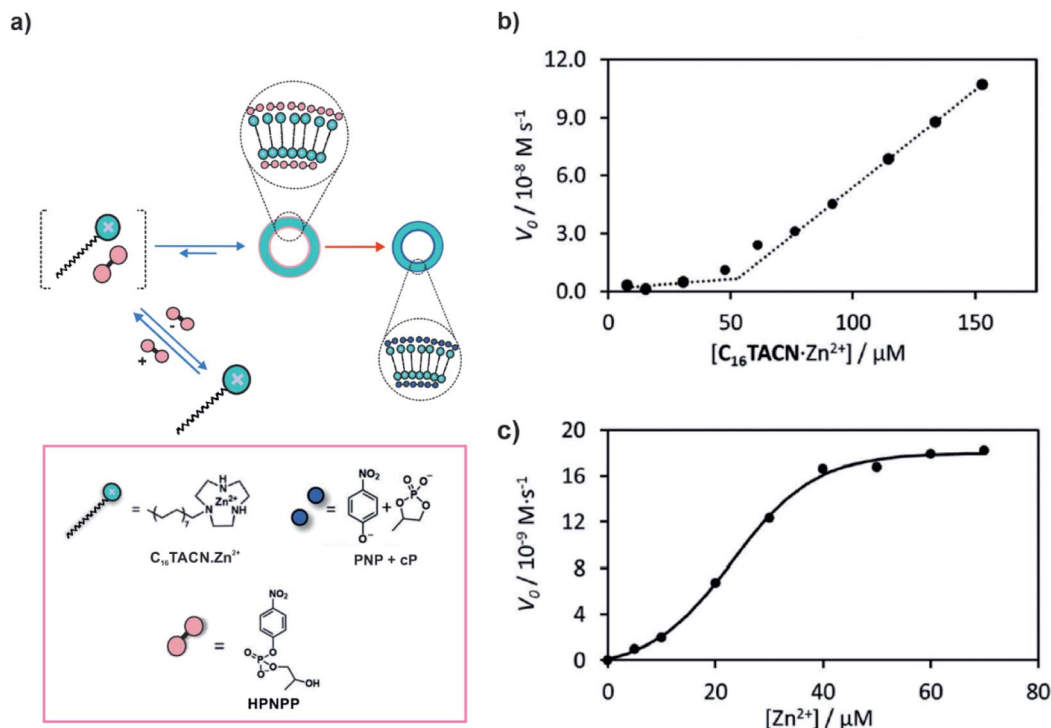 a)
+
-
=
NH
Zn²⁺
N
NH
7
C₁₆TACN.Zn²⁺
=
NO₂
O⁻
+
O
O⁻
P
O
O
PNP + cP
=
NO₂
O
O
P
O
O⁻
OH
HPNPP
b)
V₀ / 10⁻⁸ M s⁻¹
12.0
9.0
6.0
3.0
0.0
0
50
100
150
[C₁₆TACN·Zn²⁺] / µM
c)
V₀ / 10⁻⁹ M·s⁻¹
20
16
12
8
4
0
0
20
40
60
80
[Zn²⁺] / µM